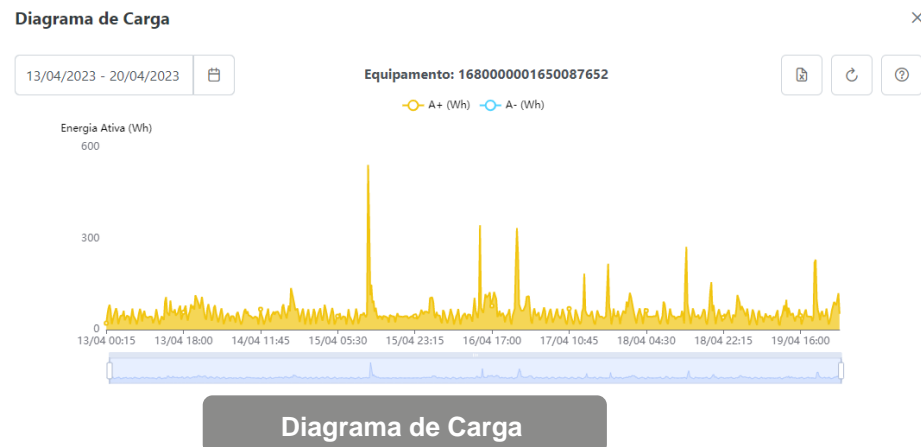 Diagrama de Carga
13/04/2023 - 20/04/2023
Equipamento: 1680000001650087652
A+ (Wh) A- (Wh)
Energia Ativa (Wh)
600
300
0
13/04 00:15 13/04 18:00 14/04 11:45 15/04 05:30 15/04 23:15 16/04 17:00 17/04 10:45 18/04 04:30 18/04 22:15 19/04 16:00
Diagrama de Carga